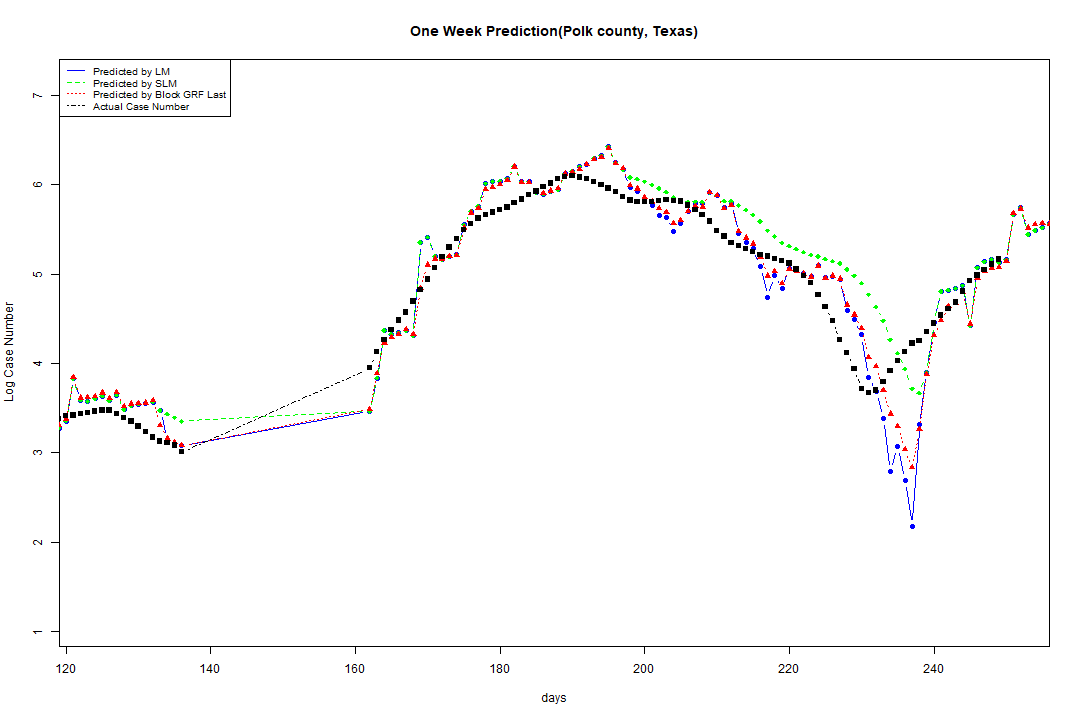 One Week Prediction(Polk county, Texas)
Predicted by LM
Predicted by SLM
Predicted by Block GRF Last
Actual Case Number
7
6
5
4
3
2
1
Log Case Number
120 140 160 180 200 220 240
days